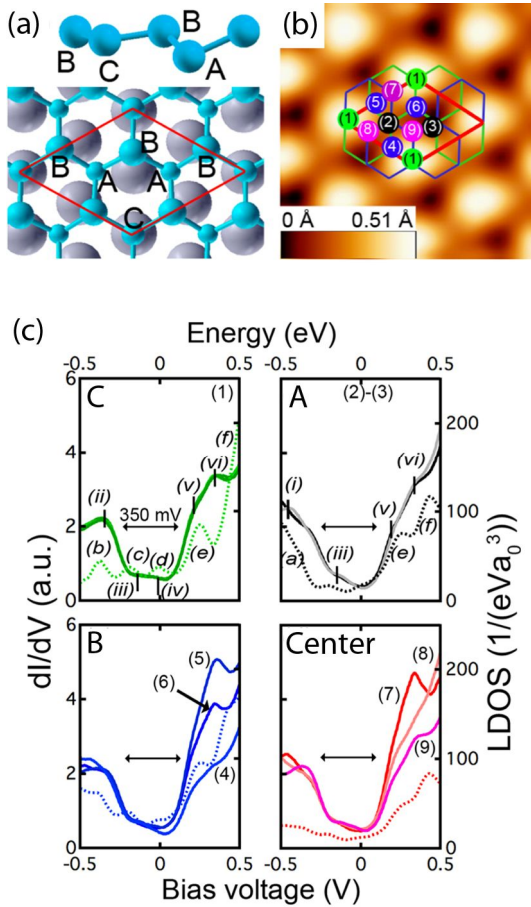 (a)
B
B
C
A
B
B
B
A
A
C
(b)
(1)
(7)
(5)
(6)
(1)
(2)
(3)
(8)
(9)
(4)
(1)
0 Å 0.51 Å
(c)
Energy (eV)
-0.5 0 0.5 -0.5 0 0.5
6
4
2
0
C
(1)
(f)
(vi)
(v)
(ii)
350 mV
(b)
(c)
(d)
(e)
(iii)
(iv)
A
(2)-(3)
(vi)
(i)
(v)
(f)
(iii)
(e)
(a)
200
100
0
dI/dV (a.u.)
LDOS (1/(eVa₀³))
6
4
2
0
B
(5)
(6)
(4)
Center
(8)
(7)
(9)
200
100
0
-0.5 0 0.5 -0.5 0 0.5
Bias voltage (V)